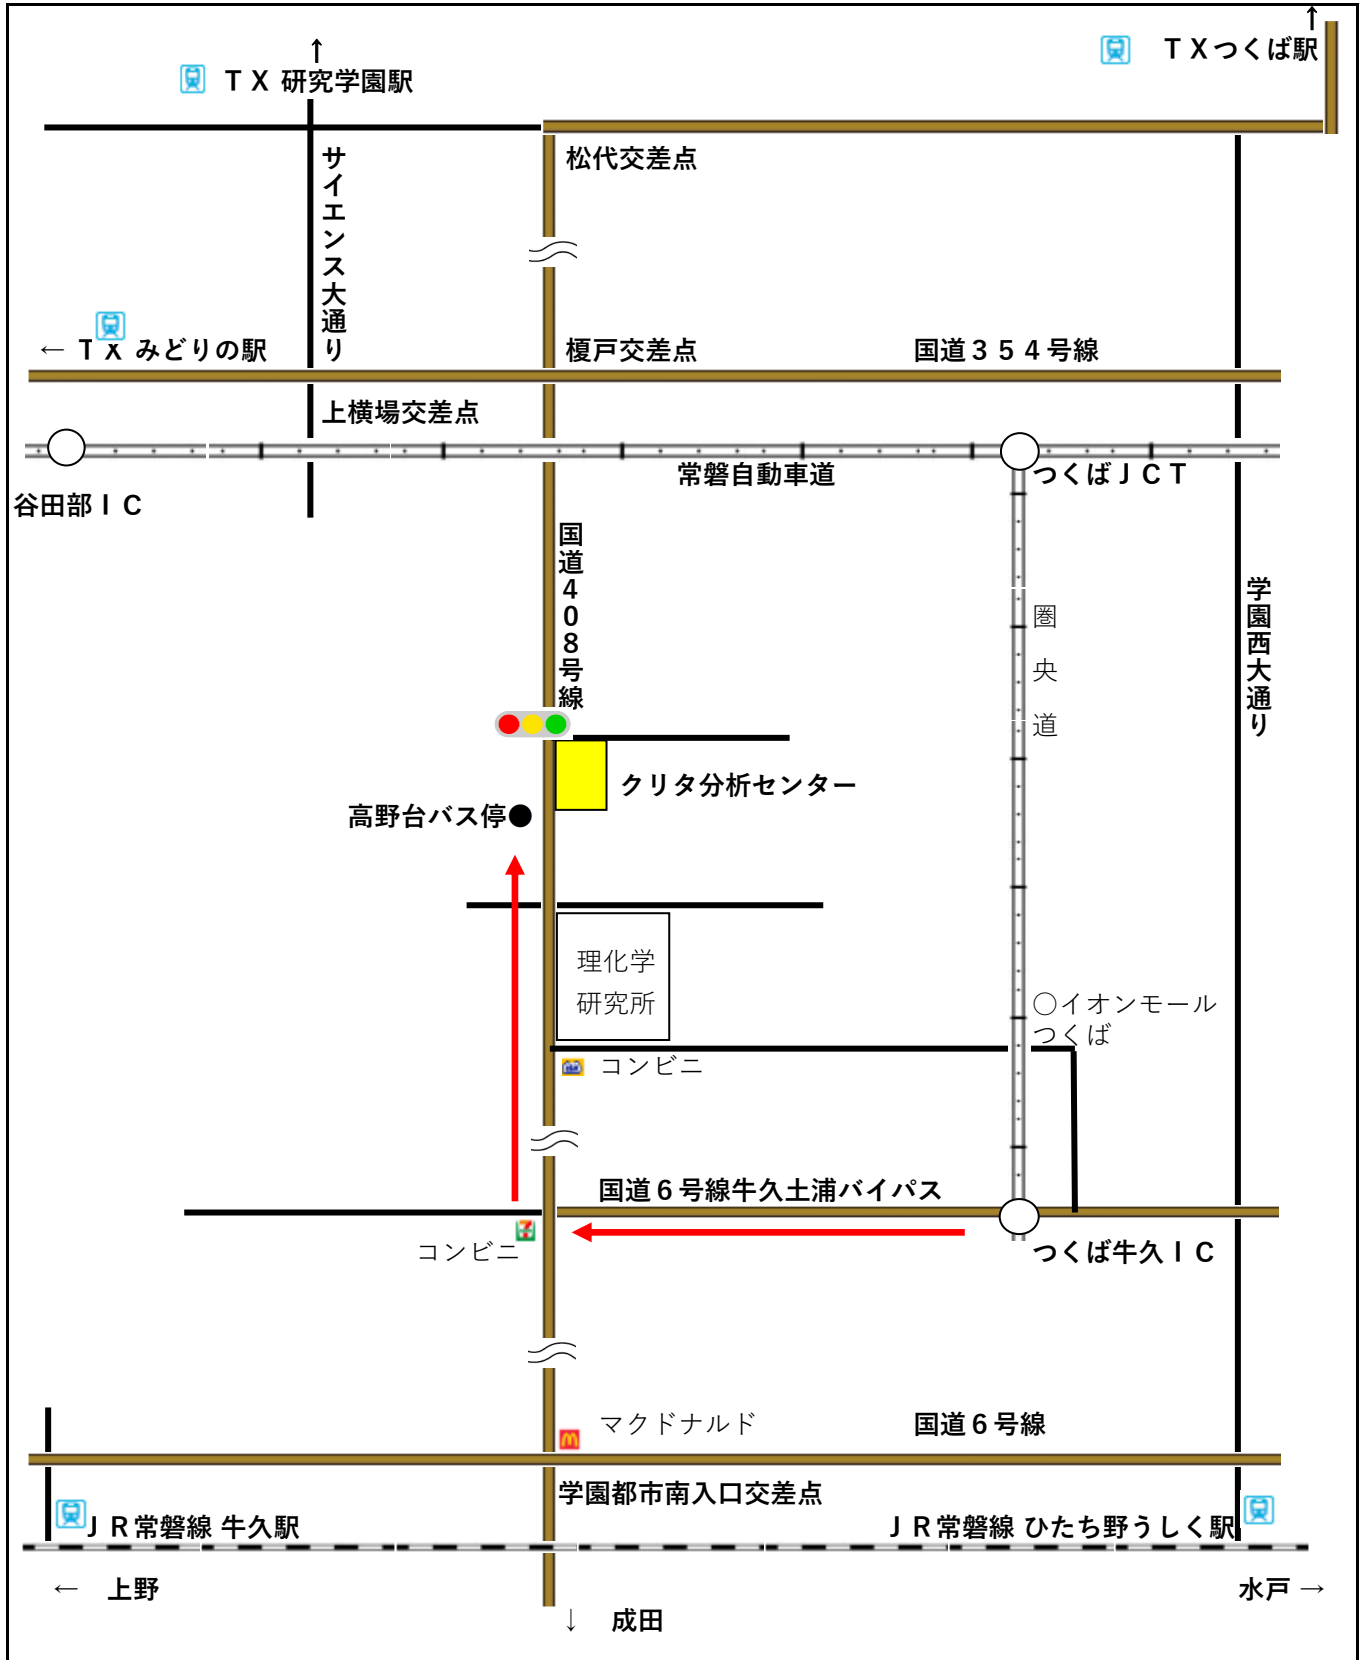 ↑
ＴＸつくば駅
↑
ＴＸ 研究学園駅
松代交差点
サイエンス大通り
← ＴＸ みどりの駅
榎戸交差点
国道３５４号線
上横場交差点
常磐自動車道
つくばＪＣＴ
谷田部ＩＣ
国道４０８号線
圏央道
学園西大通り
クリタ分析センター
高野台バス停●
理化学
研究所
○イオンモール
つくば
コンビニ
国道６号線牛久土浦バイパス
コンビニ
つくば牛久ＩＣ
マクドナルド
国道６号線
学園都市南入口交差点
ＪＲ常磐線 牛久駅
ＪＲ常磐線 ひたち野うしく駅
← 上野
水戸→
↓ 成田